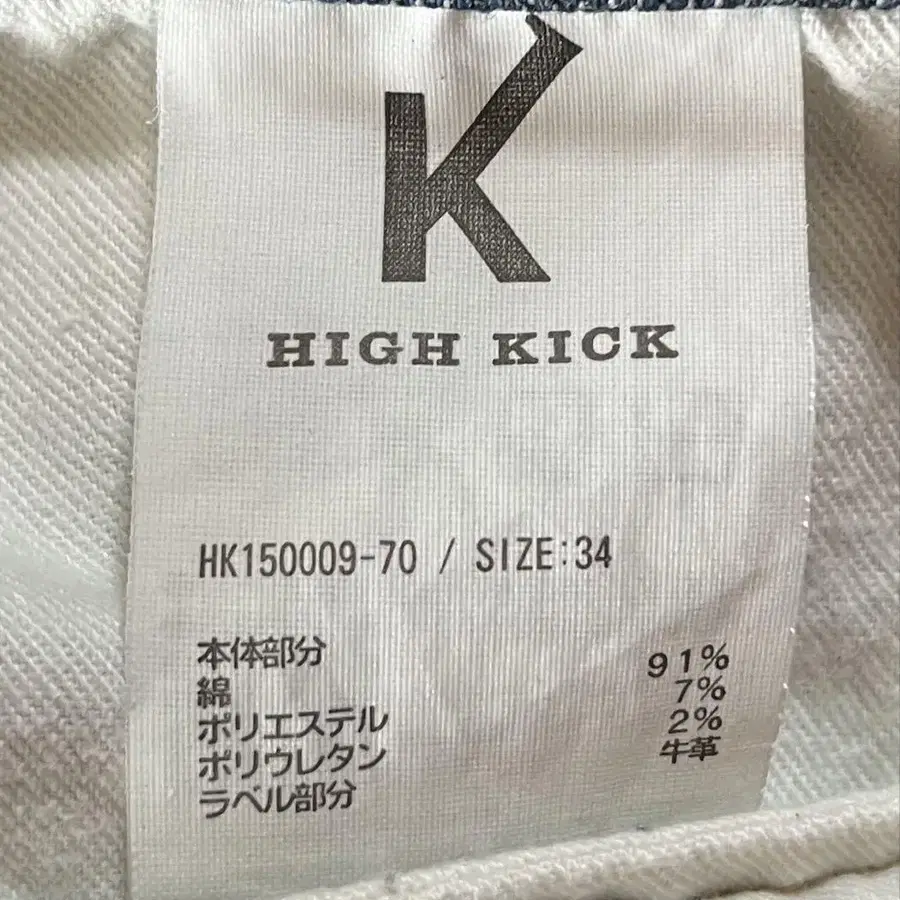 K
HIGH KICK
HK150009-70 / SIZE:34
本体部分
綿 91%
ポリエステル 7%
ポリウレタン 2%
ラベル部分 牛革